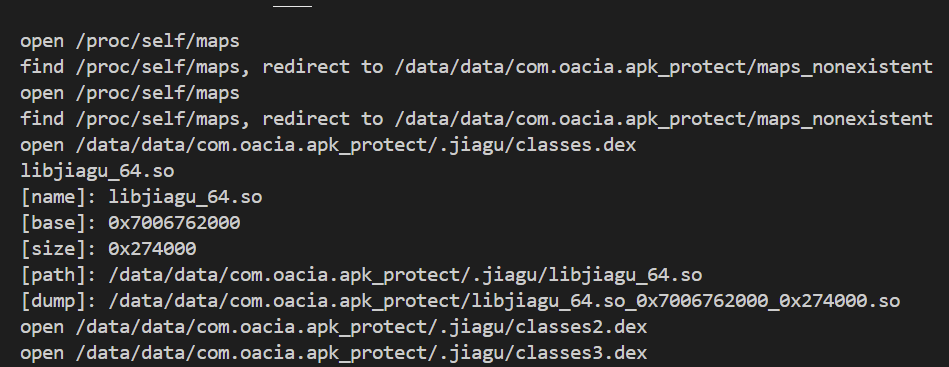 open /proc/self/maps
find /proc/self/maps, redirect to /data/data/com.oacia.apk_protect/maps_nonexistent
open /proc/self/maps
find /proc/self/maps, redirect to /data/data/com.oacia.apk_protect/maps_nonexistent
open /data/data/com.oacia.apk_protect/.jiagu/classes.dex
libjiagu_64.so
[name]: libjiagu_64.so
[base]: 0x7006762000
[size]: 0x274000
[path]: /data/data/com.oacia.apk_protect/.jiagu/libjiagu_64.so
[dump]: /data/data/com.oacia.apk_protect/libjiagu_64.so_0x7006762000_0x274000.so
open /data/data/com.oacia.apk_protect/.jiagu/classes2.dex
open /data/data/com.oacia.apk_protect/.jiagu/classes3.dex